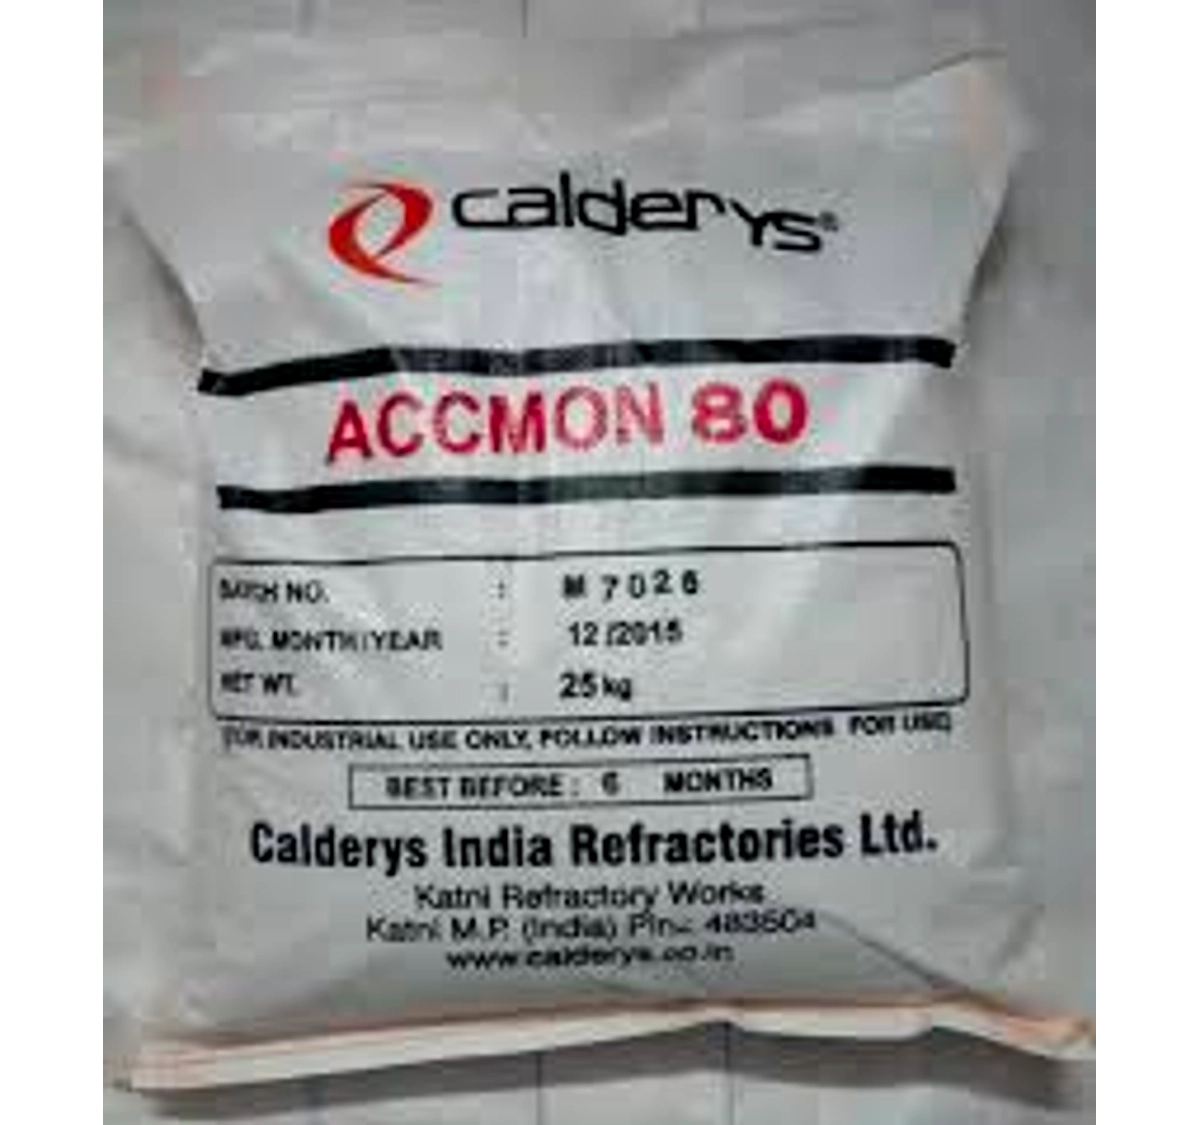 calderys®
ACCMON 80
BATCH NO. : M 7026
MFG. MONTH/YEAR : 12/2015
NET WT. : 25 kg
(FOR INDUSTRIAL USE ONLY, FOLLOW INSTRUCTIONS FOR USE)
BEST BEFORE : 6 MONTHS
Calderys India Refractories Ltd.
Katni Refractory Works
Katni M.P. (India) Pin.: 483504
www.calderys.co.in